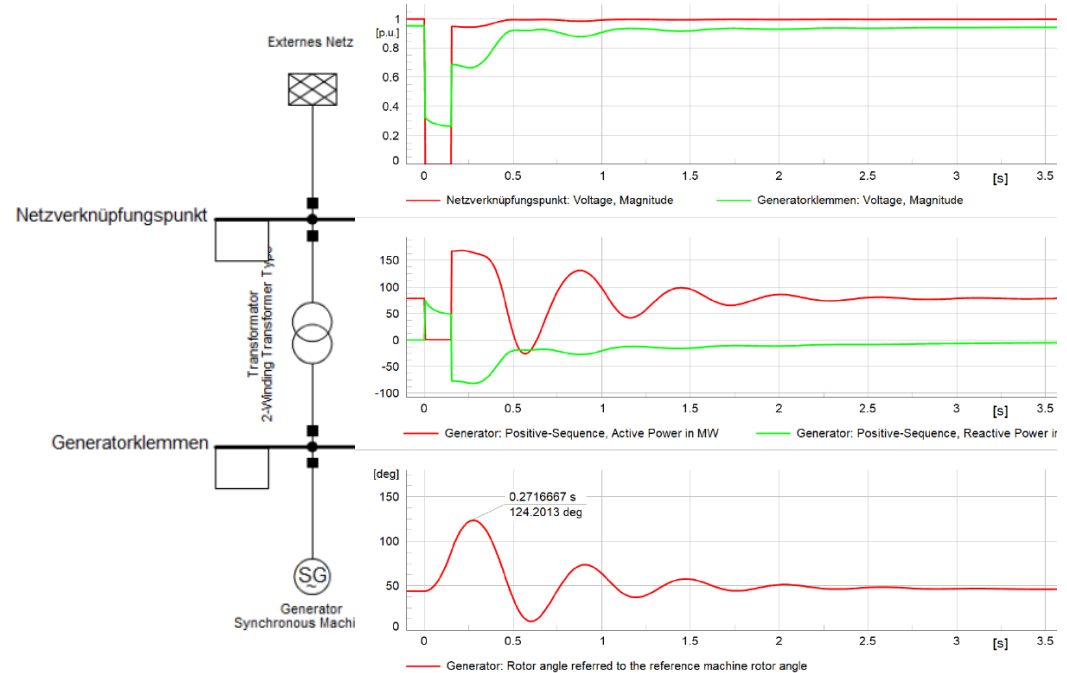 Externes Netz
Netzverknüpfungspunkt
Transformator
2-Winding Transformer Type
Generatorklemmen
SG
~
Generator
Synchronous Machi
1
[p.u.]
0.8
0.6
0.4
0.2
0
0 0.5 1 1.5 2 2.5 3 3.5
[s]
Netzverknüpfungspunkt: Voltage, Magnitude Generatorklemmen: Voltage, Magnitude
150
100
50
0
-50
-100
0 0.5 1 1.5 2 2.5 3 3.5
[s]
Generator: Positive-Sequence, Active Power in MW Generator: Positive-Sequence, Reactive Power in
[deg]
150
100
50
0
0.2716667 s
124.2013 deg
0 0.5 1 1.5 2 2.5 3 3.5
[s]
Generator: Rotor angle referred to the reference machine rotor angle